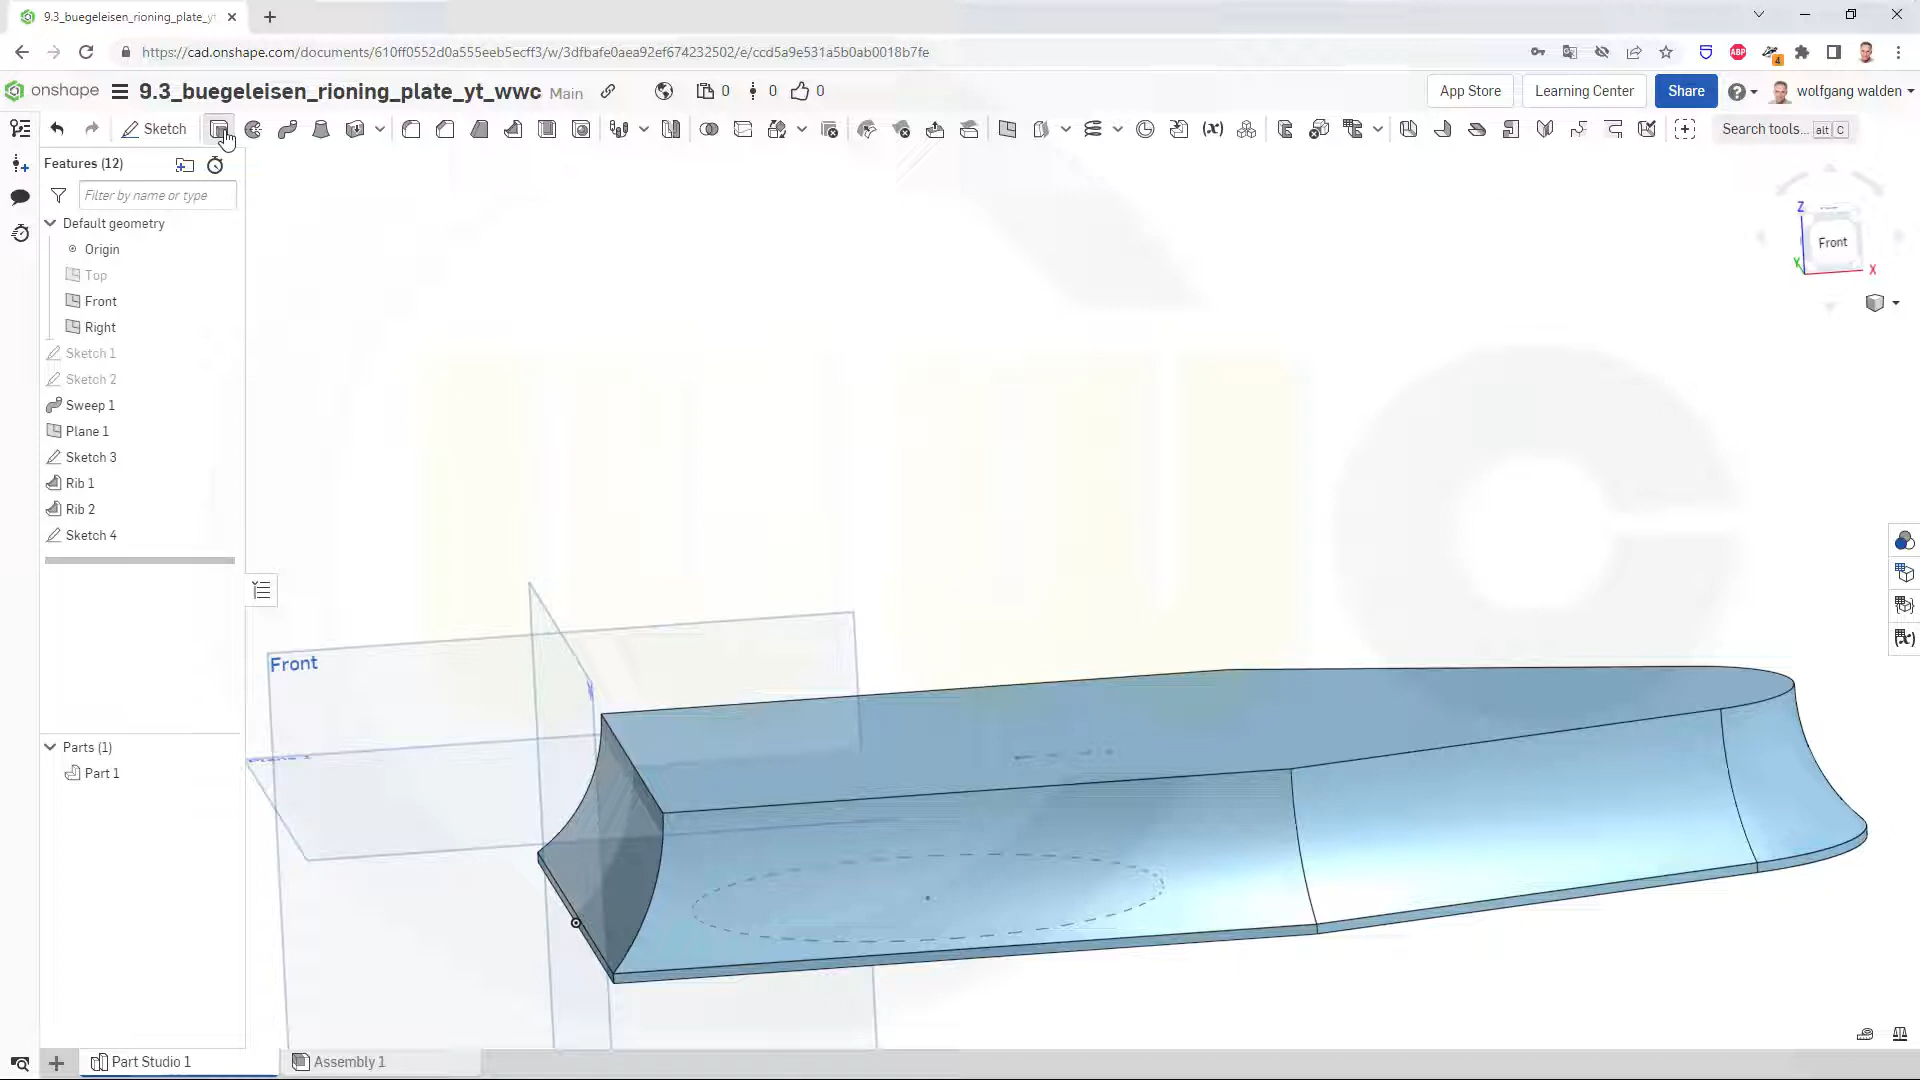 9.3_buegeleisen_rioning_plate_yt_
https://cad.onshape.com/documents/610ff0552d0a555eeb5ecff3/w/3dfbafe0aea92ef674232502/e/ccd5a9e531a5b0ab0018b7fe
ABP
4
onshape
9.3_buegeleisen_rioning_plate_yt_wwc
Main
0
0
0
App Store
Learning Center
Share
wolfgang walden
Sketch
(x)
Search tools...
alt
C
Features (12)
Filter by name or type
Default geometry
Origin
Top
Front
Right
Sketch 1
Sketch 2
Sweep 1
Plane 1
Sketch 3
Rib 1
Rib 2
Sketch 4
Z
Front
Y
X
Front
(x)
Parts (1)
Part 1
Part Studio 1
Assembly 1